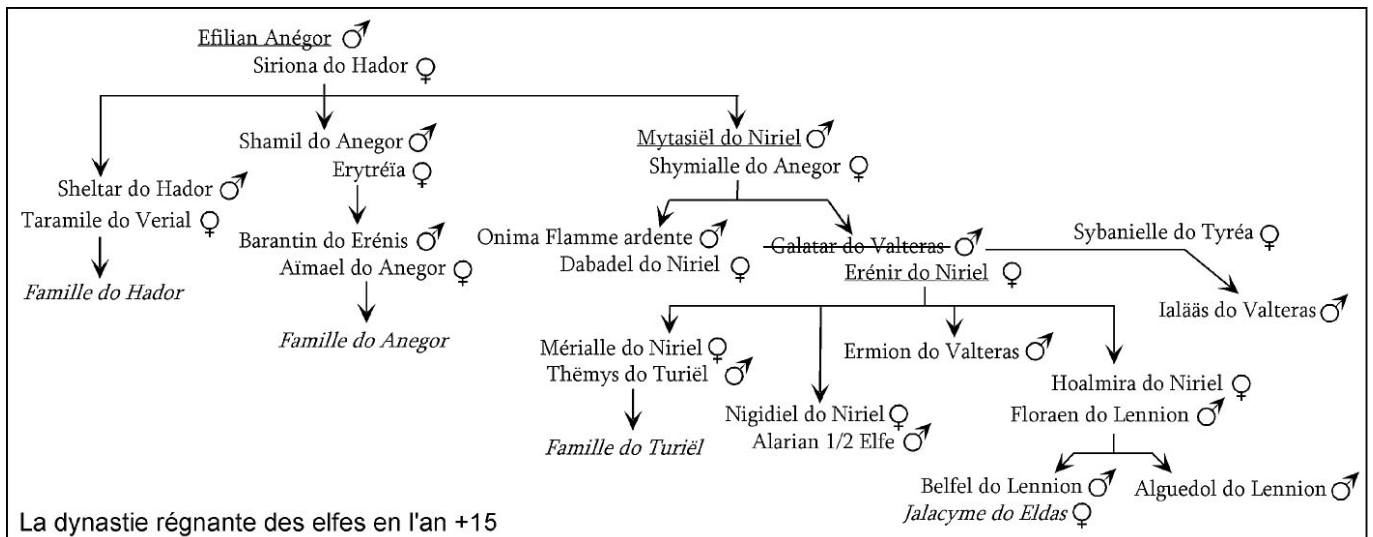 Efilian Anégor ♂
Siriona do Hador ♀
Shamil do Anegor ♂
Erytréïa ♀
Mytasiël do Niriel ♂
Shymialle do Anegor ♀
Sheltar do Hador ♂
Taramile do Verial ♀
Barantin do Erénis ♂
Aïmael do Anegor ♀
Onima Flamme ardente ♂
Dabadel do Niriel ♀
Galatar do Valteras ♂
Erénir do Niriel ♀
Sybanielle do Tyréa ♀
Famille do Hador
Famille do Anegor
Ialääs do Valteras ♂
Mérialle do Niriel ♀
Thëmys do Turiël ♂
Ermion do Valteras ♂
Hoalmira do Niriel ♀
Floraen do Lennion ♂
Nigidiel do Niriel ♀
Alarian 1/2 Elfe ♂
Famille do Turiël
Belfel do Lennion ♂
Jalacyme do Eldas ♀
Alguedol do Lennion ♂
La dynastie régnante des elfes en l'an +15